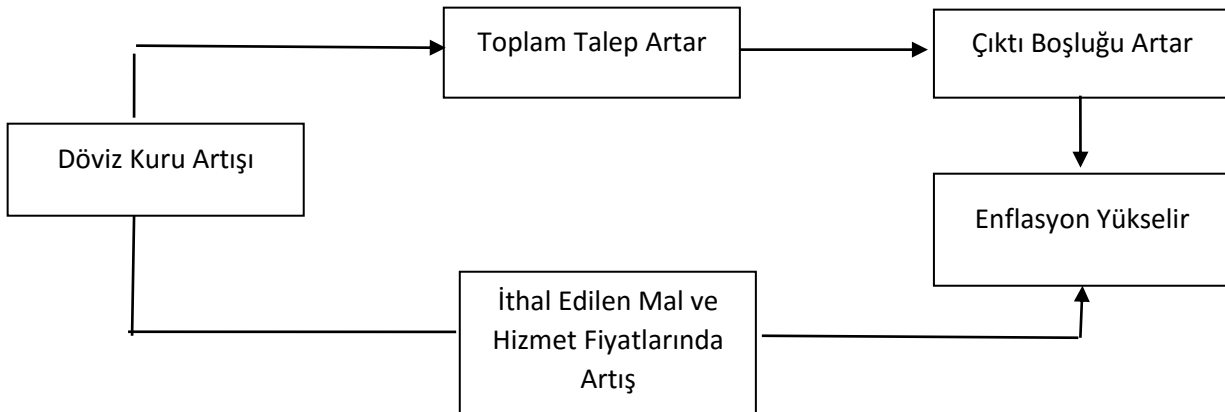 Toplam Talep Artar
Çıktı Boşluğu Artar
Döviz Kuru Artışı
Enflasyon Yükselir
İthal Edilen Mal ve
Hizmet Fiyatlarında
Artış